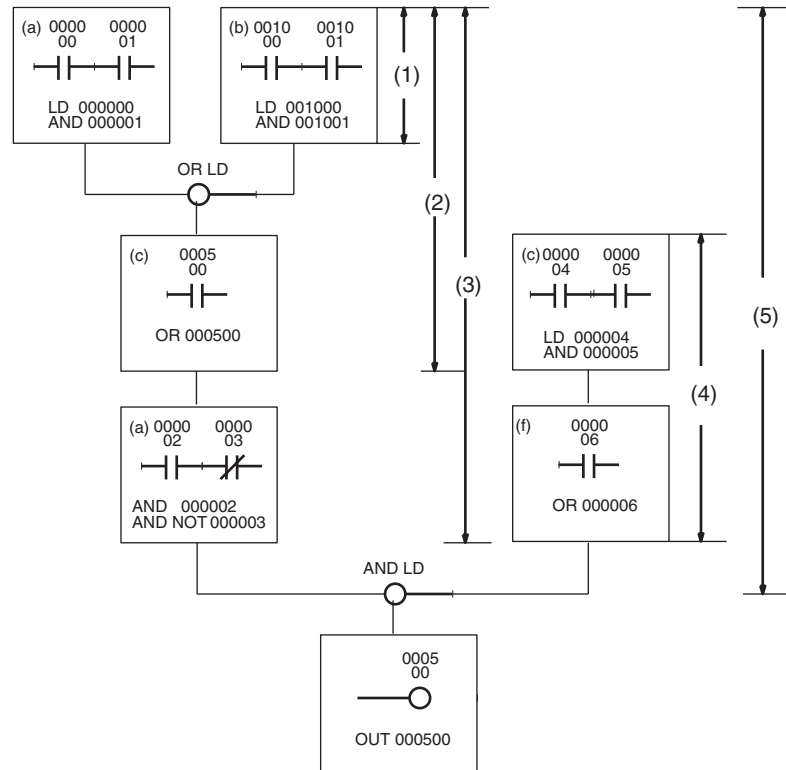 (a) 0000 0000
00 01
LD 000000
AND 000001
(b) 0010 0010
00 01
LD 001000
AND 001001
(1)
OR LD
(2)
(3)
(c) 0005
00
OR 000500
(c) 0000 0000
04 05
LD 000004
AND 000005
(5)
(4)
(a) 0000 0000
02 03
AND 000002
AND NOT 000003
(f) 0000
06
OR 000006
AND LD
0005
00
OUT 000500